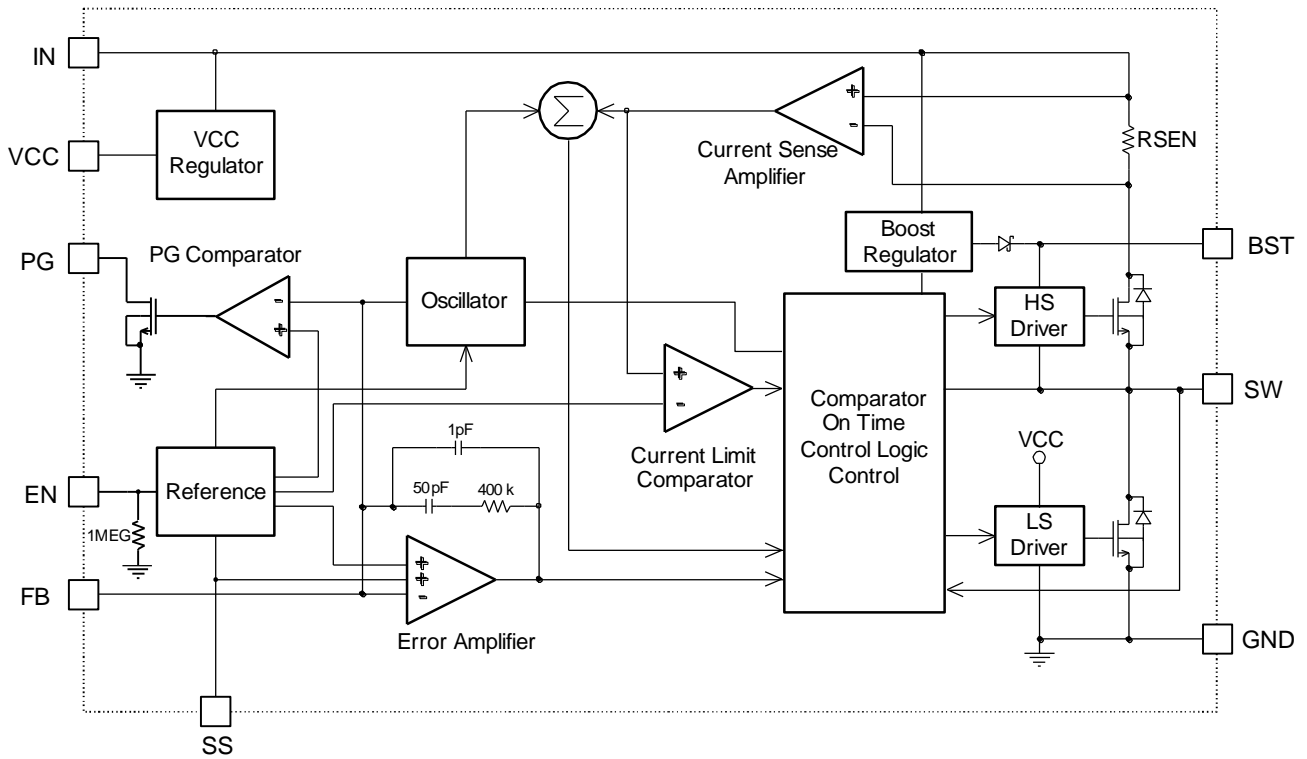 IN
+
Σ
VCC
Regulator
VCC
-
RSEN
Current Sense
Amplifier
Boost
Regulator
BST
PG
PG Comparator
-
Oscillator
HS
Driver
+
+
-
SW
Comparator
On Time
Control Logic
Control
1pF
VCC
Current Limit
Comparator
EN
Reference
50pF
400 k
1MEG
LS
Driver
+
+
-
FB
Error Amplifier
GND
SS